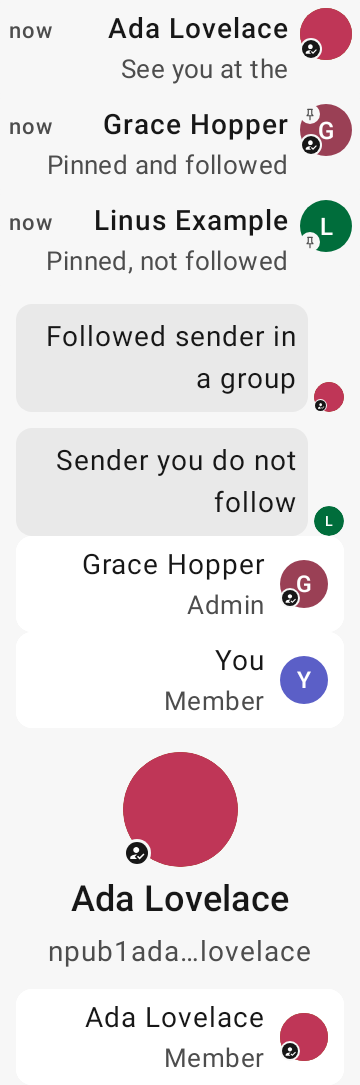 now Ada Lovelace
See you at the
now Grace Hopper
G
Pinned and followed
now Linus Example
L
Pinned, not followed
Followed sender in
a group
Sender you do not
follow
L
Grace Hopper
G
Admin
You
Y
Member
Ada Lovelace
npub1ada…lovelace
Ada Lovelace
Member